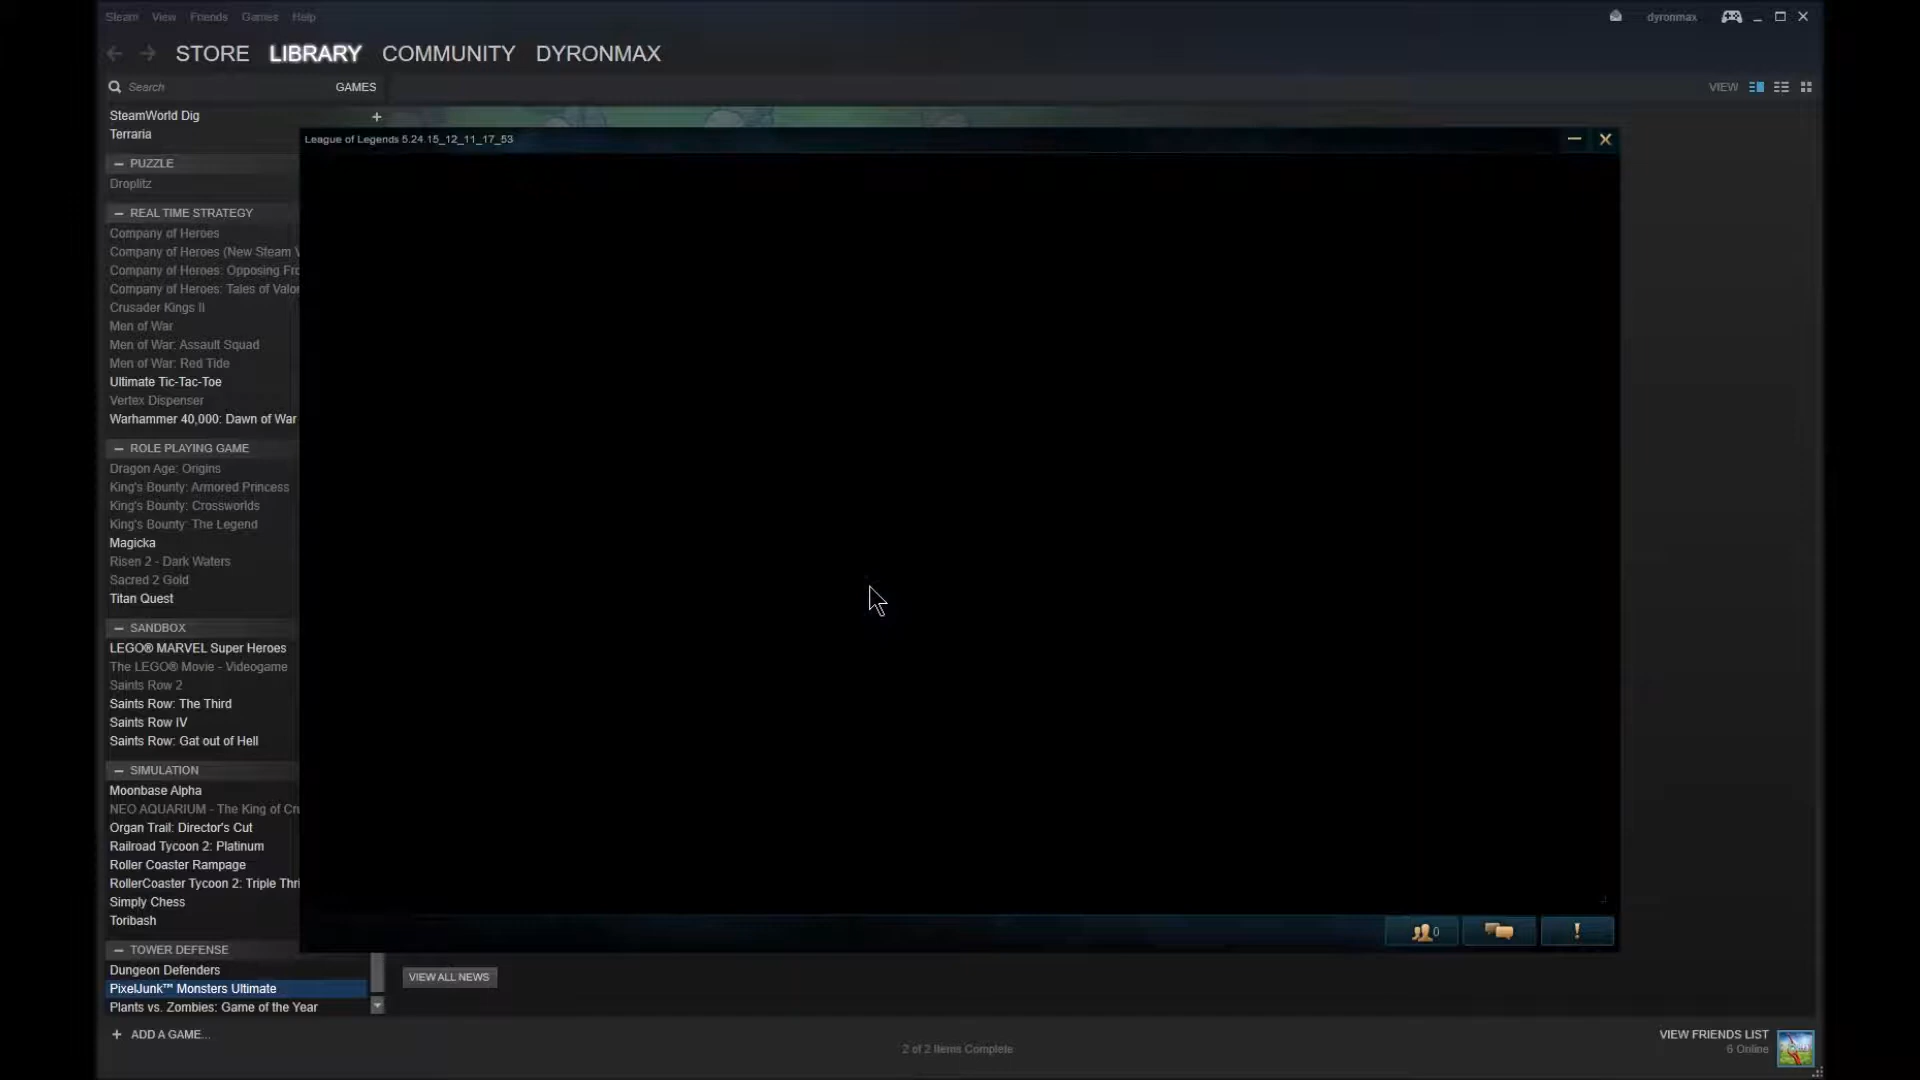 Steam View Friends Games Help
dyronmax
STORE LIBRARY COMMUNITY DYRONMAX
Search
GAMES
VIEW
SteamWorld Dig
+
Terraria
League of Legends 5.24.15_12_11_17_53
PUZZLE
Droplitz
REAL TIME STRATEGY
Company of Heroes
Company of Heroes (New Steam V
Company of Heroes: Opposing Fro
Company of Heroes: Tales of Valor
Crusader Kings II
Men of War
Men of War: Assault Squad
Men of War: Red Tide
Ultimate Tic-Tac-Toe
Vertex Dispenser
Warhammer 40,000: Dawn of War
ROLE PLAYING GAME
Dragon Age: Origins
King's Bounty: Armored Princess
King's Bounty: Crossworlds
King's Bounty: The Legend
Magicka
Risen 2 - Dark Waters
Sacred 2 Gold
Titan Quest
SANDBOX
LEGO® MARVEL Super Heroes
The LEGO® Movie - Videogame
Saints Row 2
Saints Row: The Third
Saints Row IV
Saints Row: Gat out of Hell
SIMULATION
Moonbase Alpha
NEO AQUARIUM - The King of Cru
Organ Trail: Director's Cut
Railroad Tycoon 2: Platinum
Roller Coaster Rampage
RollerCoaster Tycoon 2: Triple Thri
Simply Chess
Toribash
0
!
TOWER DEFENSE
Dungeon Defenders
PixelJunk™ Monsters Ultimate
Plants vs. Zombies: Game of the Year
VIEW ALL NEWS
+ ADD A GAME...
2 of 2 Items Complete
VIEW FRIENDS LIST
6 Online